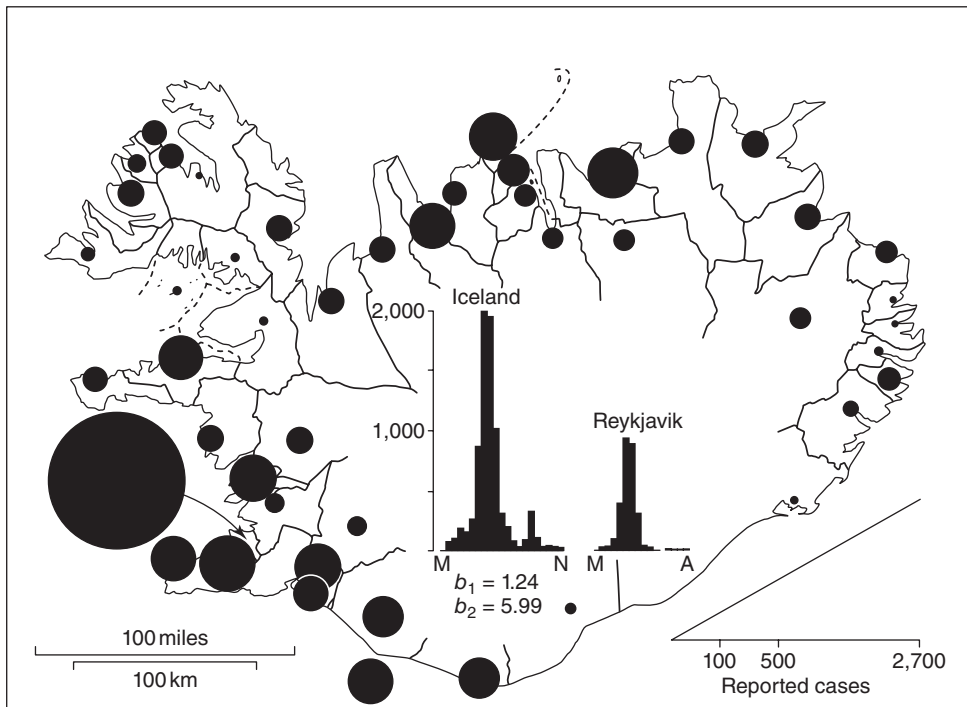 Iceland
2,000
1,000
M N
b1 = 1.24
b2 = 5.99
Reykjavik
M A
100 miles
100 km
100 500 2,700
Reported cases